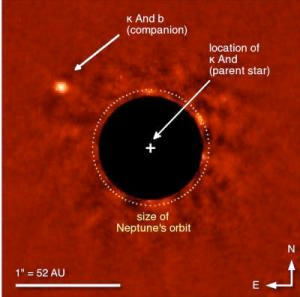 κ And b
(companion)
location of
κ And
(parent star)
size of
Neptune's orbit
1" = 52 AU
N
E